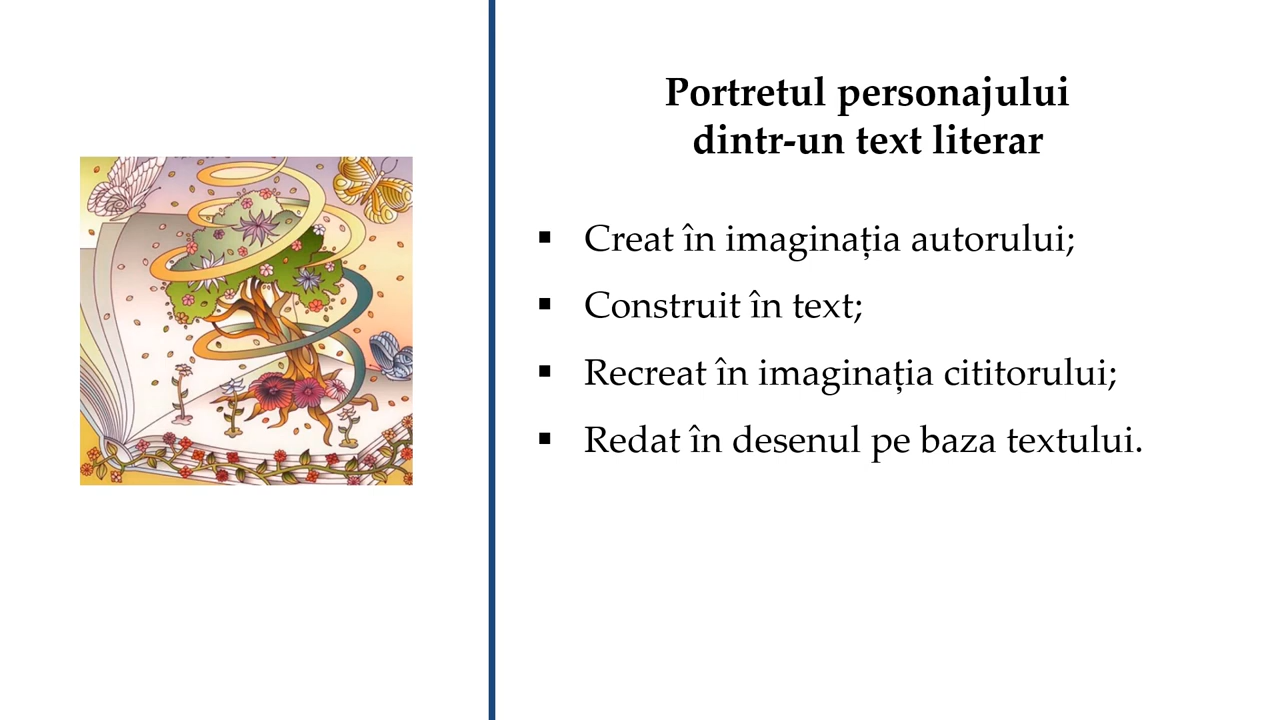 Portretul personajului
dintr-un text literar
▪ Creat în imaginația autorului;
▪ Construit în text;
▪ Recreat în imaginația cititorului;
▪ Redat în desenul pe baza textului.